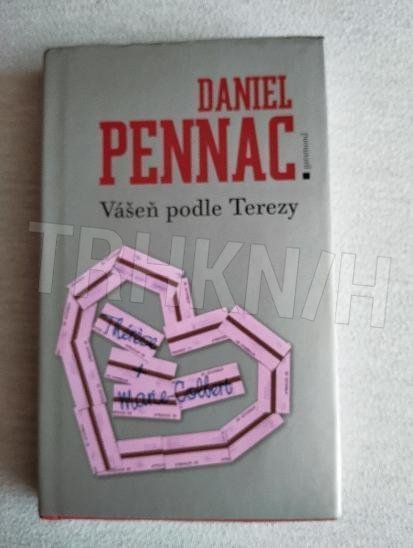 DANIEL
PENNAC.
garamond
Vášeň podle Terezy
TRHKNIH
Thérèse
+
Marie Colbert